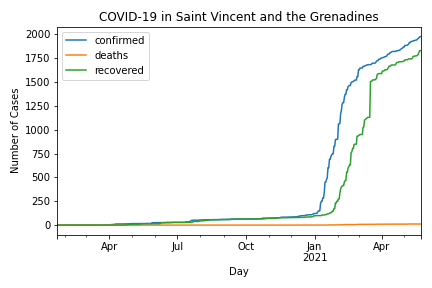 COVID-19 in Saint Vincent and the Grenadines
confirmed
deaths
recovered
Number of Cases
2000
1750
1500
1250
1000
750
500
250
0
Apr
Jul
Oct
Jan
2021
Apr
Day